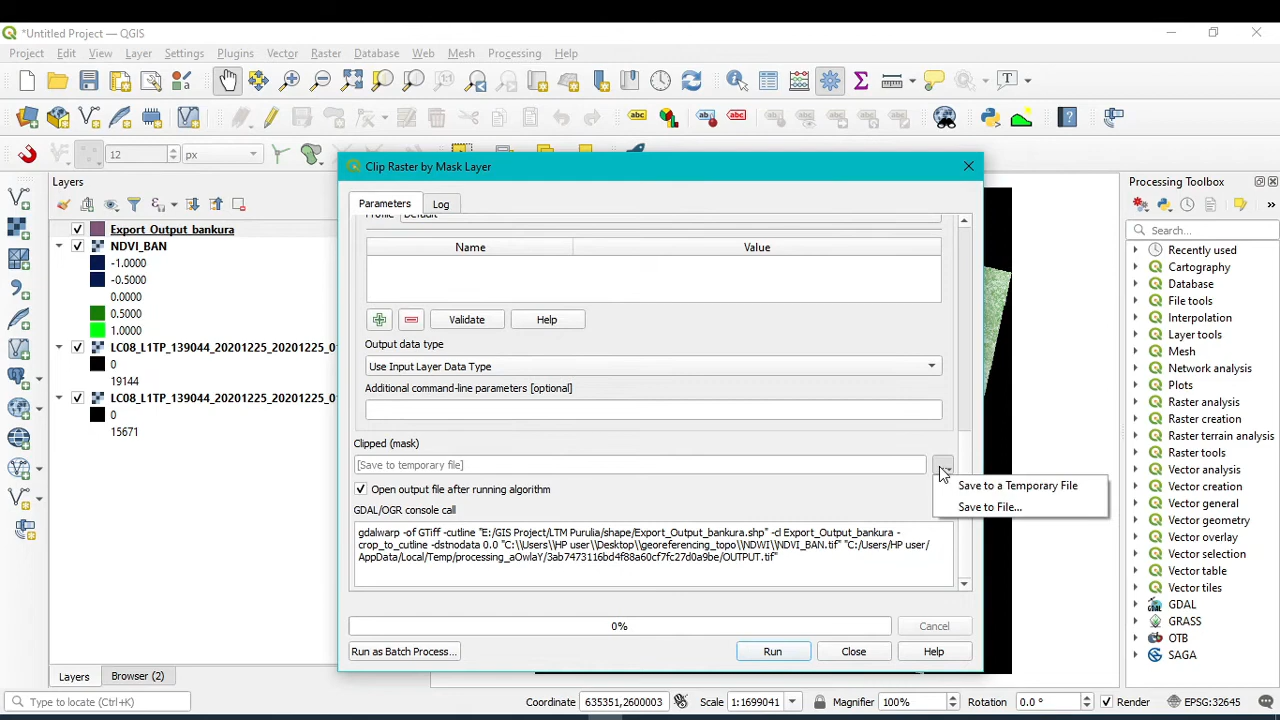 *Untitled Project — QGIS
Project Edit View Layer Settings Plugins Vector Raster Database Web Mesh Processing Help
12 px
Layers
Export_Output_bankura
NDVI_BAN
-1.0000
-0.5000
0.0000
0.5000
1.0000
LC08_L1TP_139044_20201225_20201225_0
0
19144
LC08_L1TP_139044_20201225_20201225_0
0
15671
Layers Browser (2)
Clip Raster by Mask Layer
Parameters Log
Profile Default
Name Value
Validate Help
Output data type
Use Input Layer Data Type
Additional command-line parameters [optional]
Clipped (mask)
[Save to temporary file]
Save to a Temporary File
Save to File...
Open output file after running algorithm
GDAL/OGR console call
gdalwarp -of GTiff -cutline "E:/GIS Project/LTM Purulia/shape/Export_Output_bankura.shp" -cl Export_Output_bankura -
crop_to_cutline -dstnodata 0.0 "C:\\Users\\HP user\\Desktop\\georeferencing_topo\\NDWI\\NDVI_BAN.tif" "C:/Users/HP user/
AppData/Local/Temp/processing_aOwlaY/3ab7473116bd4f88a60cf7fc27d0a9be/OUTPUT.tif"
0% Cancel
Run as Batch Process... Run Close Help
Processing Toolbox
Search...
Recently used
Cartography
Database
File tools
Interpolation
Layer tools
Mesh
Network analysis
Plots
Raster analysis
Raster creation
Raster terrain analysis
Raster tools
Vector analysis
Vector creation
Vector general
Vector geometry
Vector overlay
Vector selection
Vector table
Vector tiles
GDAL
GRASS
OTB
SAGA
Type to locate (Ctrl+K) Coordinate 635351,2600003 Scale 1:1699041 Magnifier 100% Rotation 0.0 ° Render EPSG:32645